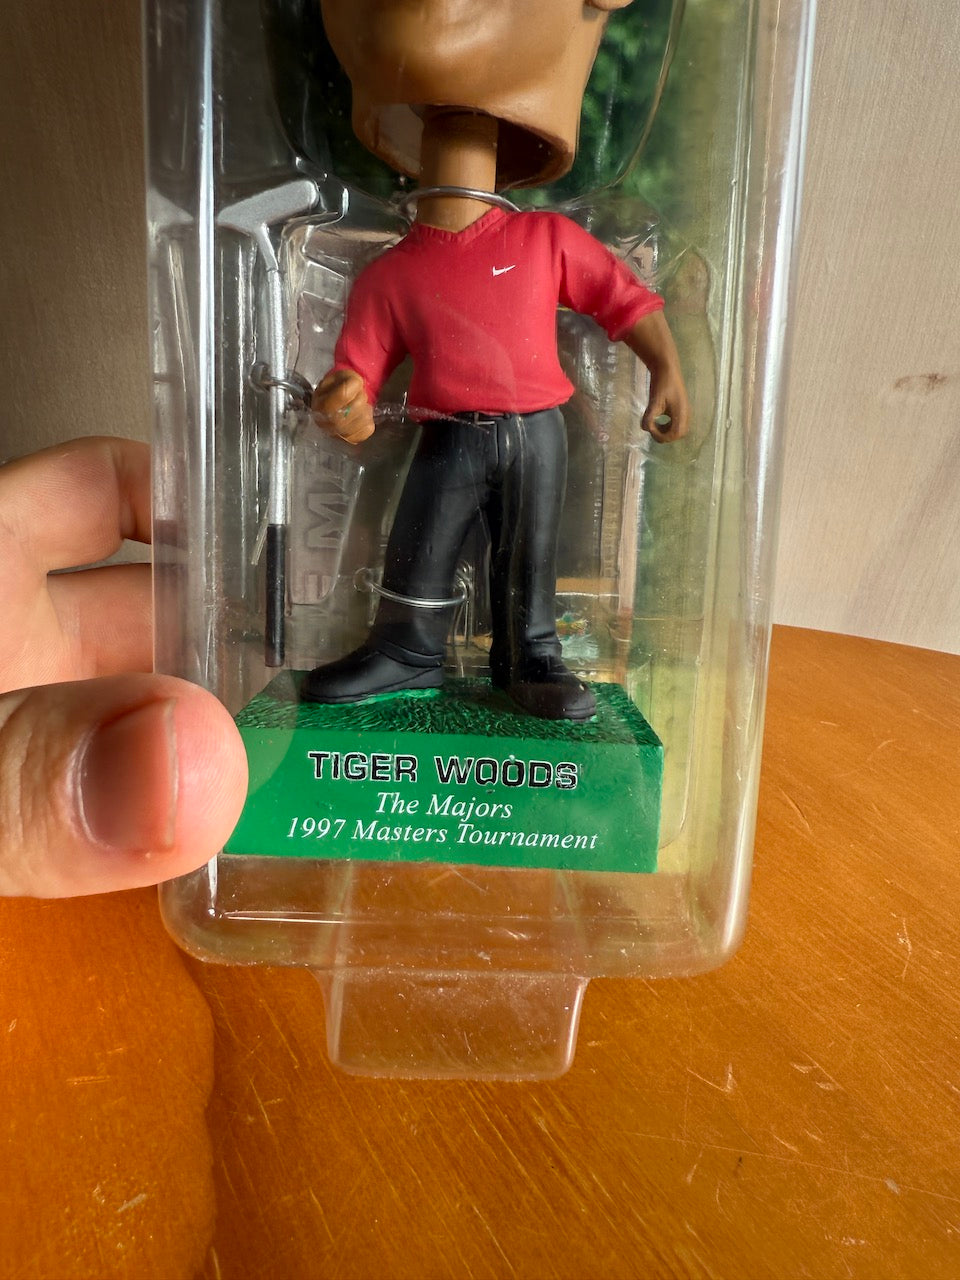 TIGER WOODS
The Majors
1997 Masters Tournament